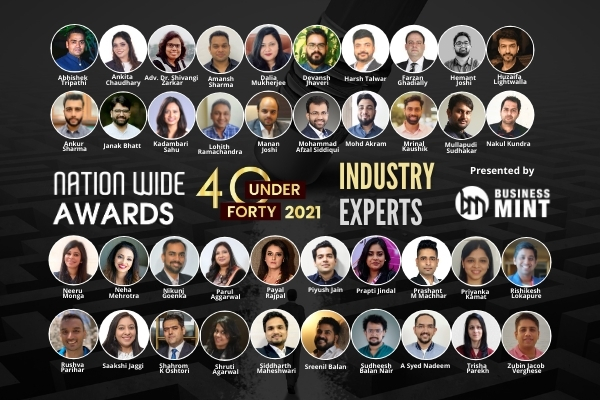 Abhishek
Tripathi
Ankita
Chaudhary
Adv. Dr. Shivangi
Zarkar
Amansh
Sharma
Dalia
Mukherjee
Devansh
Jhaveri
Harsh Talwar
Farzan
Ghadially
Hemant
Joshi
Huzaifa
Lightwalla
Ankur
Sharma
Janak Bhatt
Kadambari
Sahu
Lohith
Ramachandra
Manan
Joshi
Mohammad
Afzal Siddiqui
Mohd Akram
Mrinal
Kaushik
Mullapudi
Sudhakar
Nakul Kundra
NATION WIDE
AWARDS
40 UNDER
FORTY 2021
INDUSTRY
EXPERTS
Presented by
bm BUSINESS
MINT
Neeru
Monga
Neha
Mehrotra
Nikunj
Goenka
Parul
Aggarwal
Payal
Rajpal
Piyush Jain
Prapti Jindal
Prashant
M Machhar
Priyanka
Kamat
Rishikesh
Lokapure
Rushva
Parihar
Saakshi Jaggi
Shahrom
K Oshtori
Shruti
Agarwal
Siddharth
Maheshwari
Sreenil Balan
Sudheesh
Balan Nair
A Syed Nadeem
Trisha
Parekh
Zubin Jacob
Verghese